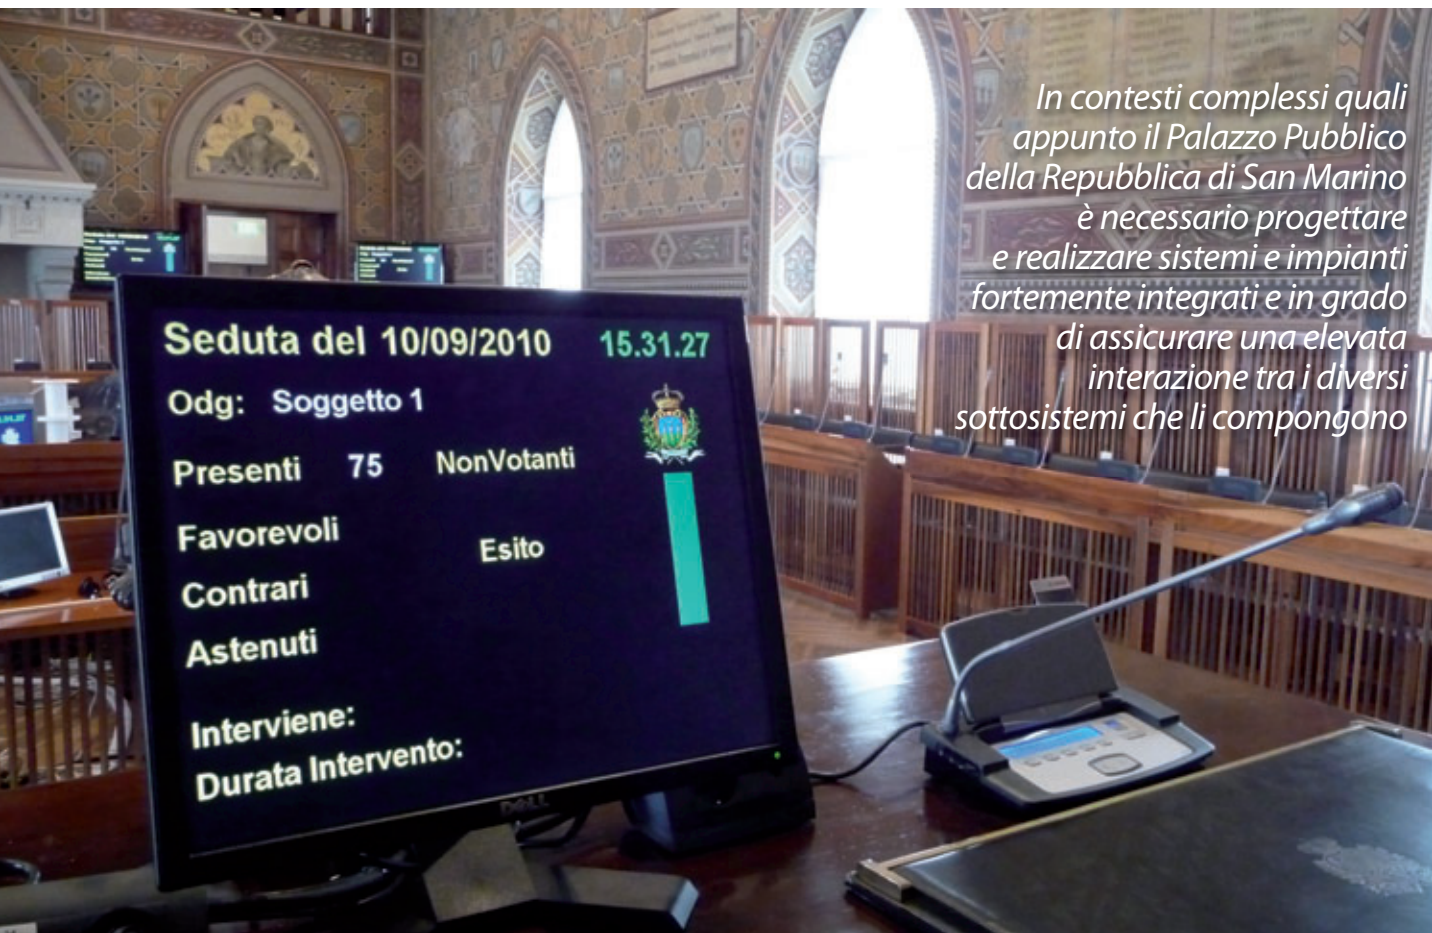 In contesti complessi quali
appunto il Palazzo Pubblico
della Repubblica di San Marino
è necessario progettare
e realizzare sistemi e impianti
fortemente integrati e in grado
di assicurare una elevata
interazione tra i diversi
sottosistemi che li compongono
Seduta del 10/09/2010 15.31.27
Odg: Soggetto 1
Presenti 75 NonVotanti
Favorevoli
Esito
Contrari
Astenuti
Interviene:
Durata Intervento:
DELL